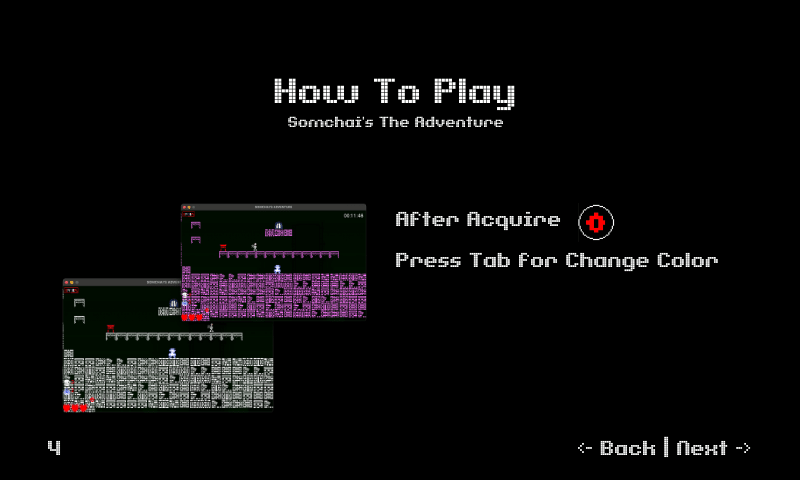 How To Play
Somchai's The Adventure
After Acquire
Press Tab for Change Color
4
<- Back | Next ->